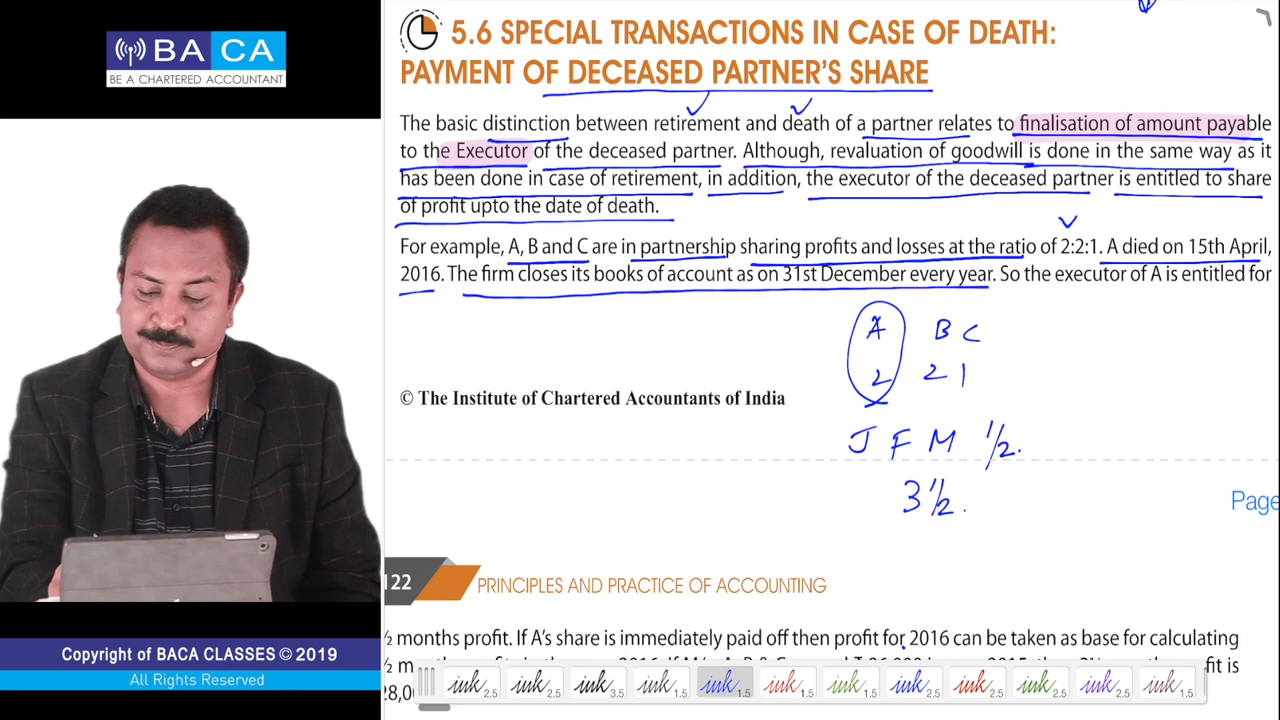 BACA
BE A CHARTERED ACCOUNTANT
5.6 SPECIAL TRANSACTIONS IN CASE OF DEATH:
PAYMENT OF DECEASED PARTNER'S SHARE
The basic distinction between retirement and death of a partner relates to finalisation of amount payable
to the Executor of the deceased partner. Although, revaluation of goodwill is done in the same way as it
has been done in case of retirement, in addition, the executor of the deceased partner is entitled to share
of profit upto the date of death.
For example, A, B and C are in partnership sharing profits and losses at the ratio of 2:2:1. A died on 15th April,
2016. The firm closes its books of account as on 31st December every year. So the executor of A is entitled for
A B C
2 2 1
© The Institute of Chartered Accountants of India
J F M 1/2.
3 1/2.
Page
122 PRINCIPLES AND PRACTICE OF ACCOUNTING
½ months profit. If A's share is immediately paid off then profit for 2016 can be taken as base for calculating
ink 2.5 ink 2.5 ink 3.5 ink 1.5 ink 1.5 ink 1.5 ink 1.5 ink 2.5 ink 2.5 ink 2.5 ink 2.5 ink 1.5
Copyright of BACA CLASSES © 2019
All Rights Reserved